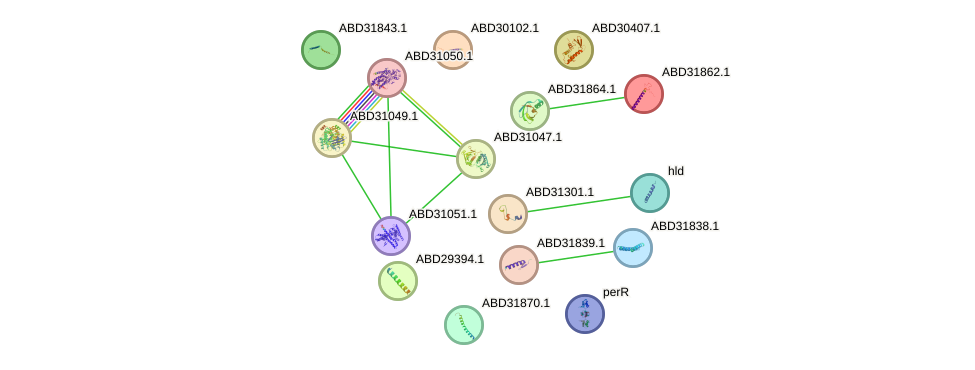 ABD31843.1
ABD30102.1
ABD30407.1
ABD31050.1
ABD31862.1
ABD31864.1
ABD31049.1
ABD31047.1
hld
ABD31301.1
ABD31051.1
ABD31838.1
ABD31839.1
ABD29394.1
perR
ABD31870.1